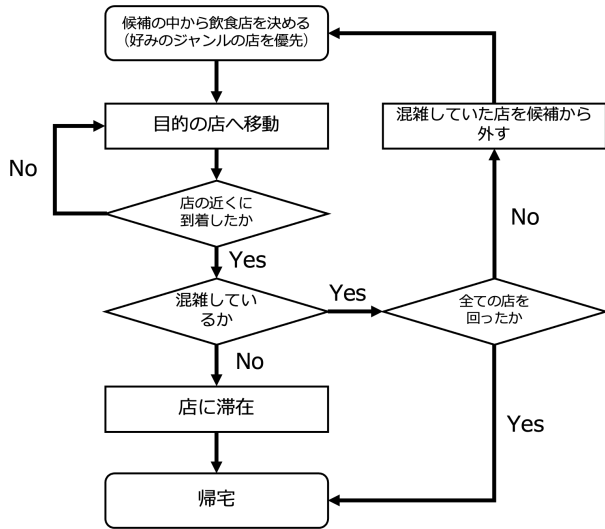 候補の中から飲食店を決める
（好みのジャンルの店を優先）
目的の店へ移動
混雑していた店を候補から
外す
No
店の近くに
到着したか
No
Yes
混雑してい
るか
Yes
全ての店を
回ったか
No
店に滞在
Yes
帰宅